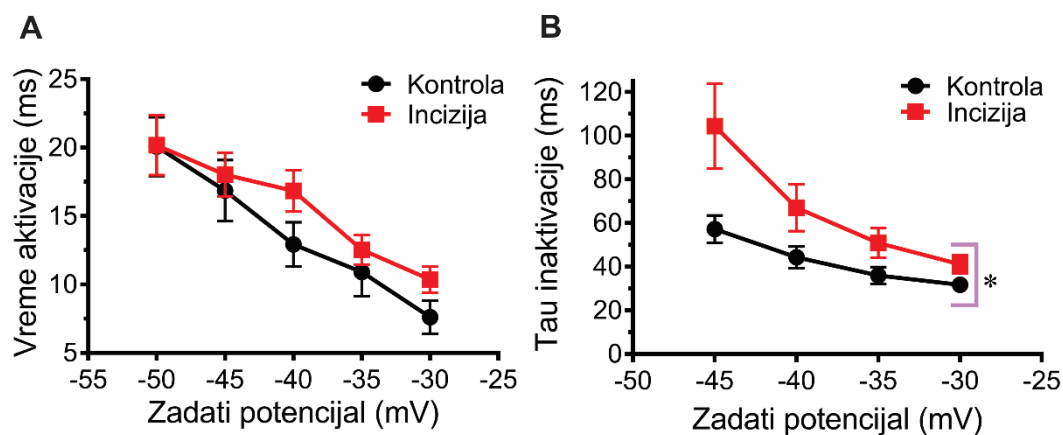 A
Vreme aktivacije (ms)
25
20
15
10
5
Kontrola
Incizija
-55 -50 -45 -40 -35 -30 -25
Zadati potencijal (mV)
B
Tau inaktivacije (ms)
120
100
80
60
40
20
0
Kontrola
Incizija
*
-50 -45 -40 -35 -30 -25
Zadati potencijal (mV)